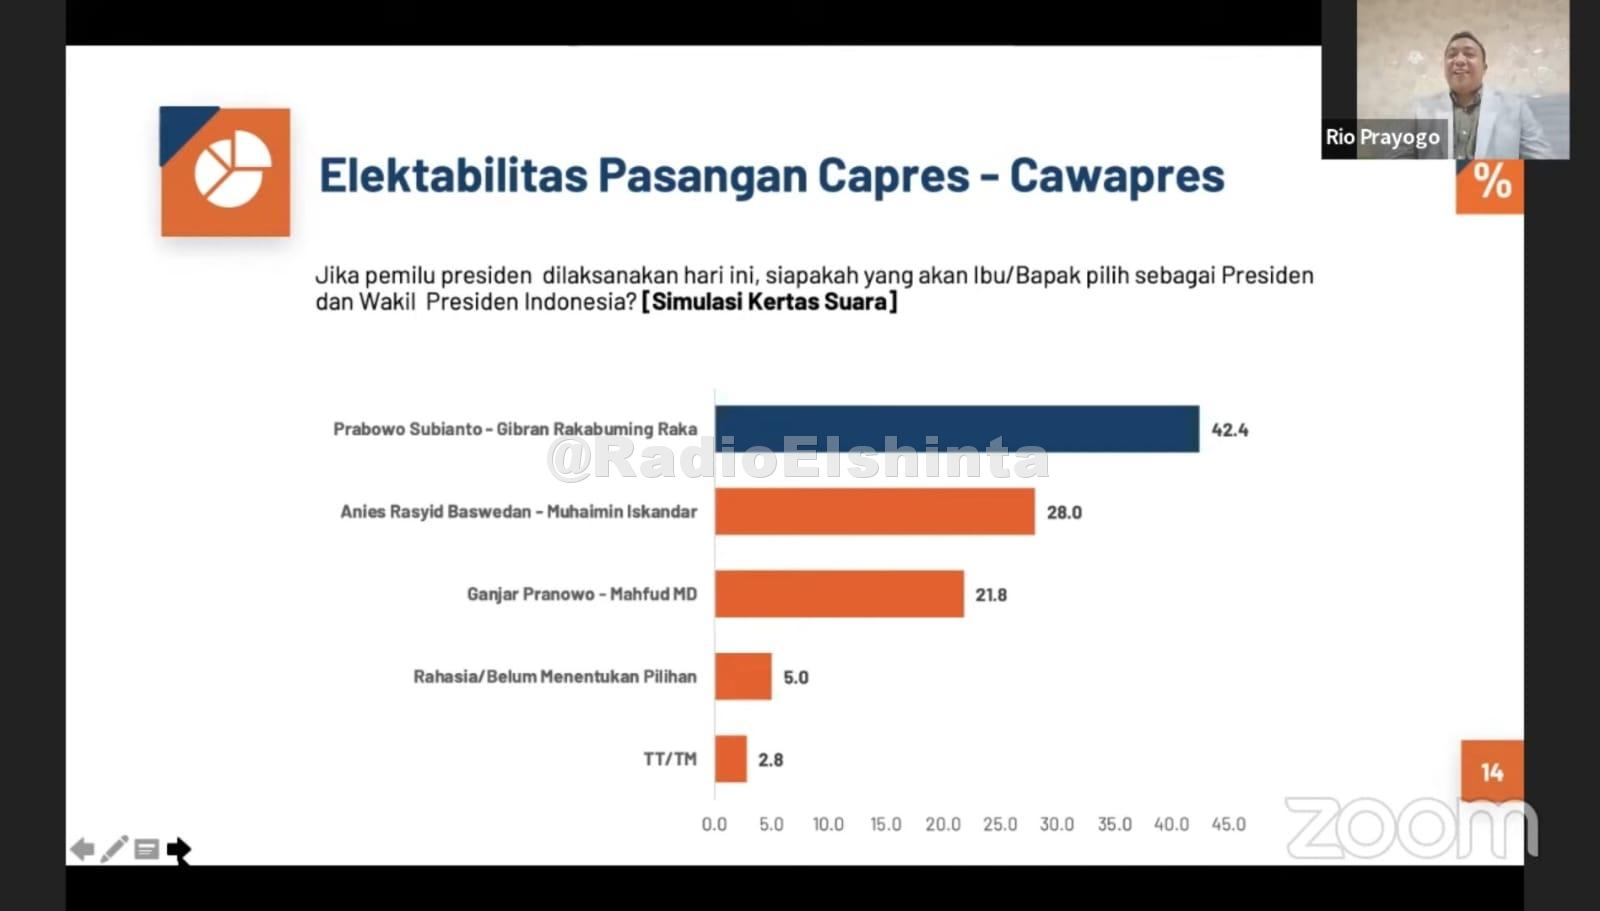 Rio Prayogo
%
Elektabilitas Pasangan Capres - Cawapres
Jika pemilu presiden dilaksanakan hari ini, siapakah yang akan Ibu/Bapak pilih sebagai Presiden
dan Wakil Presiden Indonesia? [Simulasi Kertas Suara]
Prabowo Subianto - Gibran Rakabuming Raka 42.4
@RadioElshinta
Anies Rasyid Baswedan - Muhaimin Iskandar 28.0
Ganjar Pranowo - Mahfud MD 21.8
Rahasia/Belum Menentukan Pilihan 5.0
TT/TM 2.8
14
0.0 5.0 10.0 15.0 20.0 25.0 30.0 35.0 40.0 45.0
zoom